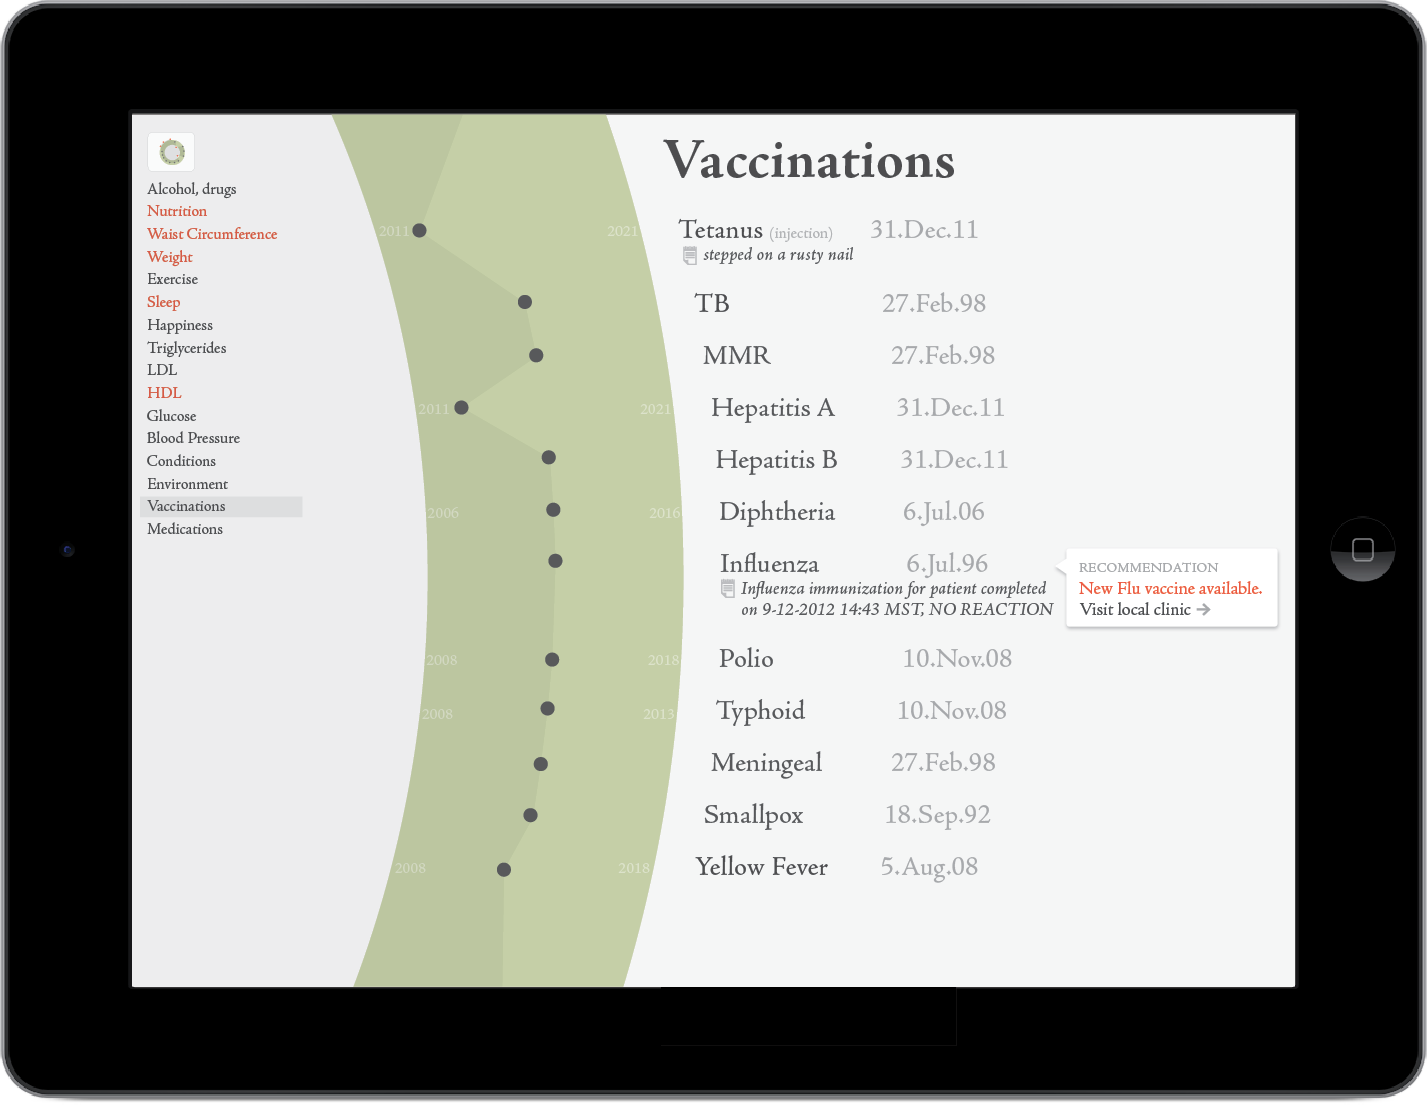 Alcohol, drugs
Nutrition
Waist Circumference
Weight
Exercise
Sleep
Happiness
Triglycerides
LDL
HDL
Glucose
Blood Pressure
Conditions
Environment
Vaccinations
Medications
Vaccinations
2011 2021 Tetanus (injection) 31.Dec.11
stepped on a rusty nail
TB 27.Feb.98
MMR 27.Feb.98
2011 2021 Hepatitis A 31.Dec.11
Hepatitis B 31.Dec.11
2006 2016 Diphtheria 6.Jul.06
Influenza 6.Jul.96
Influenza immunization for patient completed
on 9-12-2012 14:43 MST, NO REACTION
RECOMMENDATION
New Flu vaccine available.
Visit local clinic →
2008 2018 Polio 10.Nov.08
2008 2013 Typhoid 10.Nov.08
Meningeal 27.Feb.98
Smallpox 18.Sep.92
2008 2018 Yellow Fever 5.Aug.08